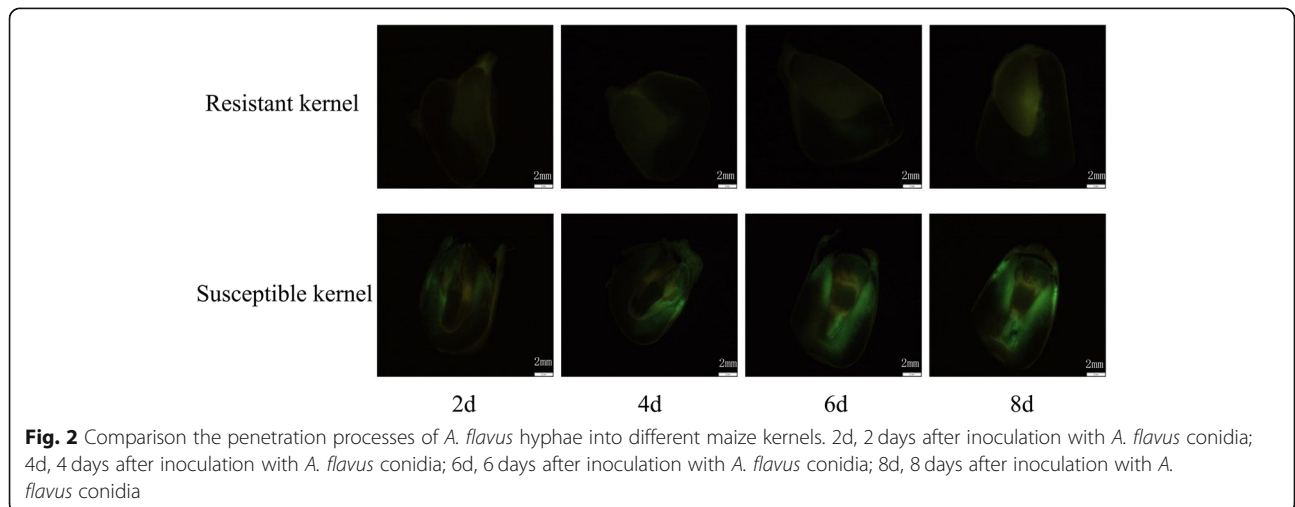 Resistant kernel
2mm 2mm 2mm 2mm
Susceptible kernel
2mm 2mm 2mm 2mm
2d 4d 6d 8d
Fig. 2 Comparison the penetration processes of A. flavus hyphae into different maize kernels. 2d, 2 days after inoculation with A. flavus conidia;
4d, 4 days after inoculation with A. flavus conidia; 6d, 6 days after inoculation with A. flavus conidia; 8d, 8 days after inoculation with A.
flavus conidia